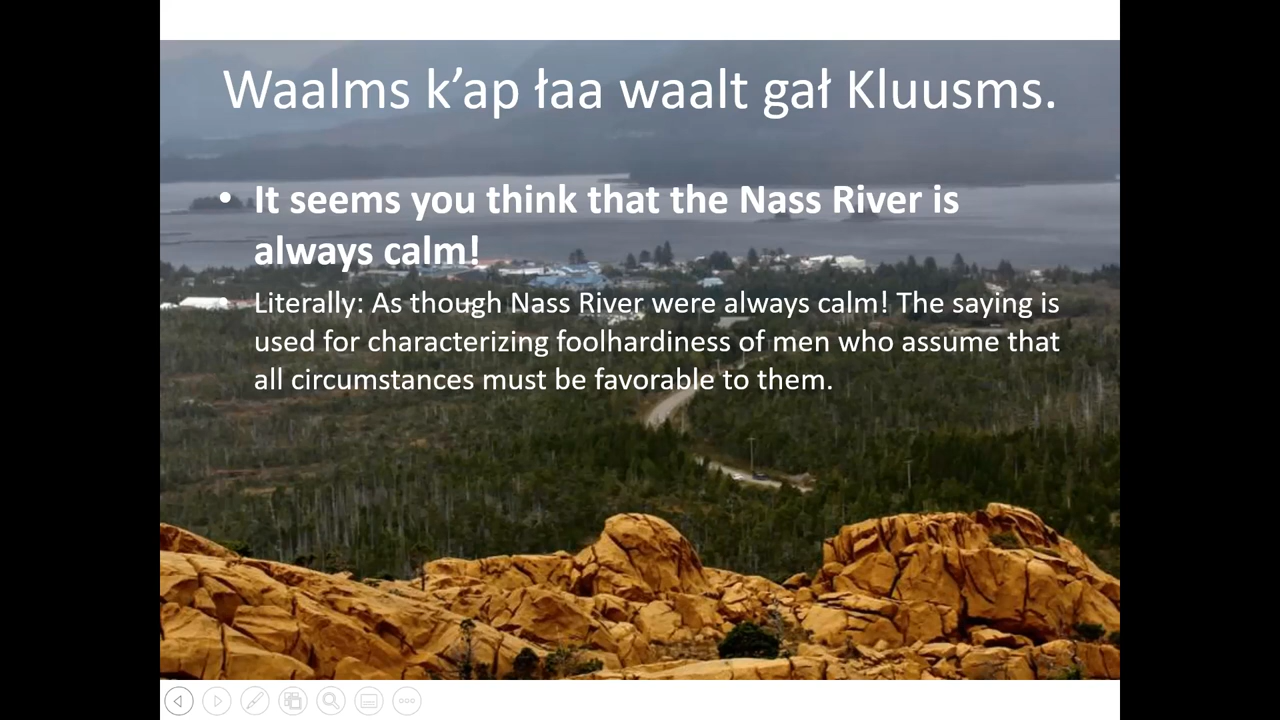 Waalms k’ap łaa waalt gał Kluusms.
• It seems you think that the Nass River is
always calm!
Literally: As though Nass River were always calm! The saying is
used for characterizing foolhardiness of men who assume that
all circumstances must be favorable to them.